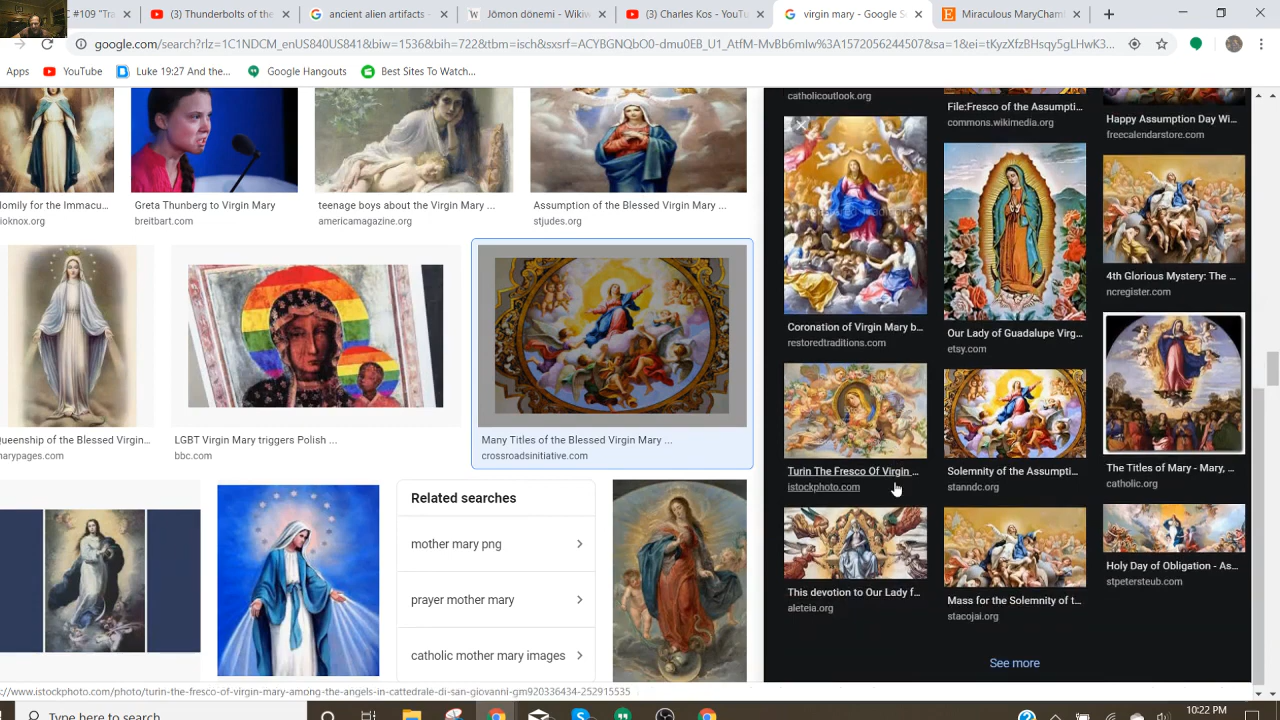 C #109 "Tra
(3) Thunderbolts of the
ancient alien artifacts -
Jōmon dönemi - Wikiw
(3) Charles Kos - YouT
virgin mary - Google Se
Miraculous MaryCham
google.com/search?rlz=1C1NDCM_enUS840US841&biw=1536&bih=722&tbm=isch&sxsrf=ACYBGNQbO0-dmu0EB_U1_AtfM-MvBb6mIw%3A1572056244507&sa=1&ei=tKyzXfzBHsqy5gLHwK3...
Apps
YouTube
Luke 19:27 And the...
Google Hangouts
Best Sites To Watch...
lomily for the Immacu...
ioknox.org
Greta Thunberg to Virgin Mary
breitbart.com
teenage boys about the Virgin Mary ...
americamagazine.org
Assumption of the Blessed Virgin Mary ...
stjudes.org
Queenship of the Blessed Virgin...
narypages.com
LGBT Virgin Mary triggers Polish ...
bbc.com
Many Titles of the Blessed Virgin Mary ...
crossroadsinitiative.com
Related searches
mother mary png
prayer mother mary
catholic mother mary images
catholicoutlook.org
File:Fresco of the Assumpti...
commons.wikimedia.org
Happy Assumption Day Wi...
freecalendarstore.com
Coronation of Virgin Mary b...
restoredtraditions.com
Our Lady of Guadalupe Virg...
etsy.com
4th Glorious Mystery: The ...
ncregister.com
Turin The Fresco Of Virgin ...
istockphoto.com
Solemnity of the Assumpti...
stanndc.org
The Titles of Mary - Mary, ...
catholic.org
This devotion to Our Lady f...
aleteia.org
Mass for the Solemnity of t...
stacojai.org
Holy Day of Obligation - As...
stpetersteub.com
See more
s://www.istockphoto.com/photo/turin-the-fresco-of-virgin-mary-among-the-angels-in-cattedrale-di-san-giovanni-gm920336434-252915535
Type here to search
10:22 PM